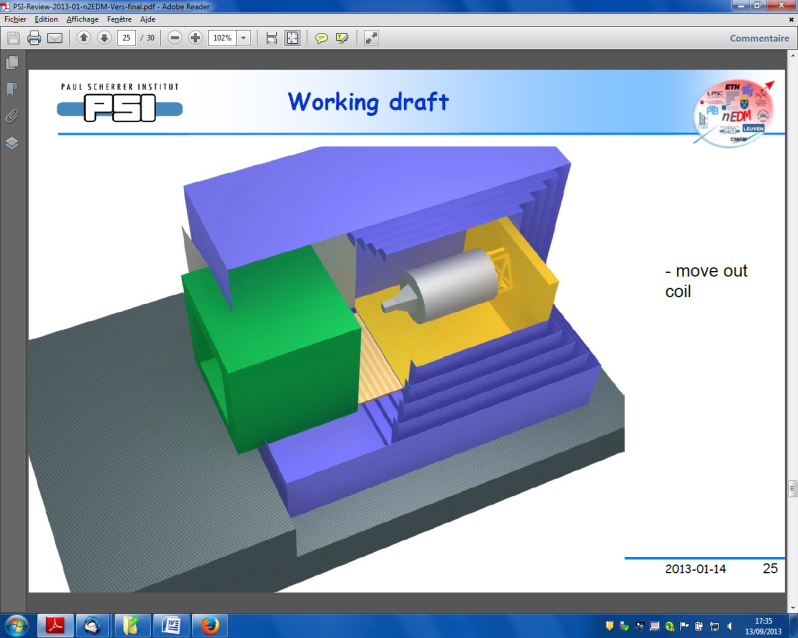 PSI-Review-2013-01-n2EDM-Vers-final.pdf - Adobe Reader
Fichier Edition Affichage Fenêtre Aide
25 / 30 102% Commentaire
PAUL SCHERRER INSTITUT
PSI
Working draft
ETH
LPSC
nEDM
LEUVEN
- move out
coil
2013-01-14 25
17:35
13/09/2013